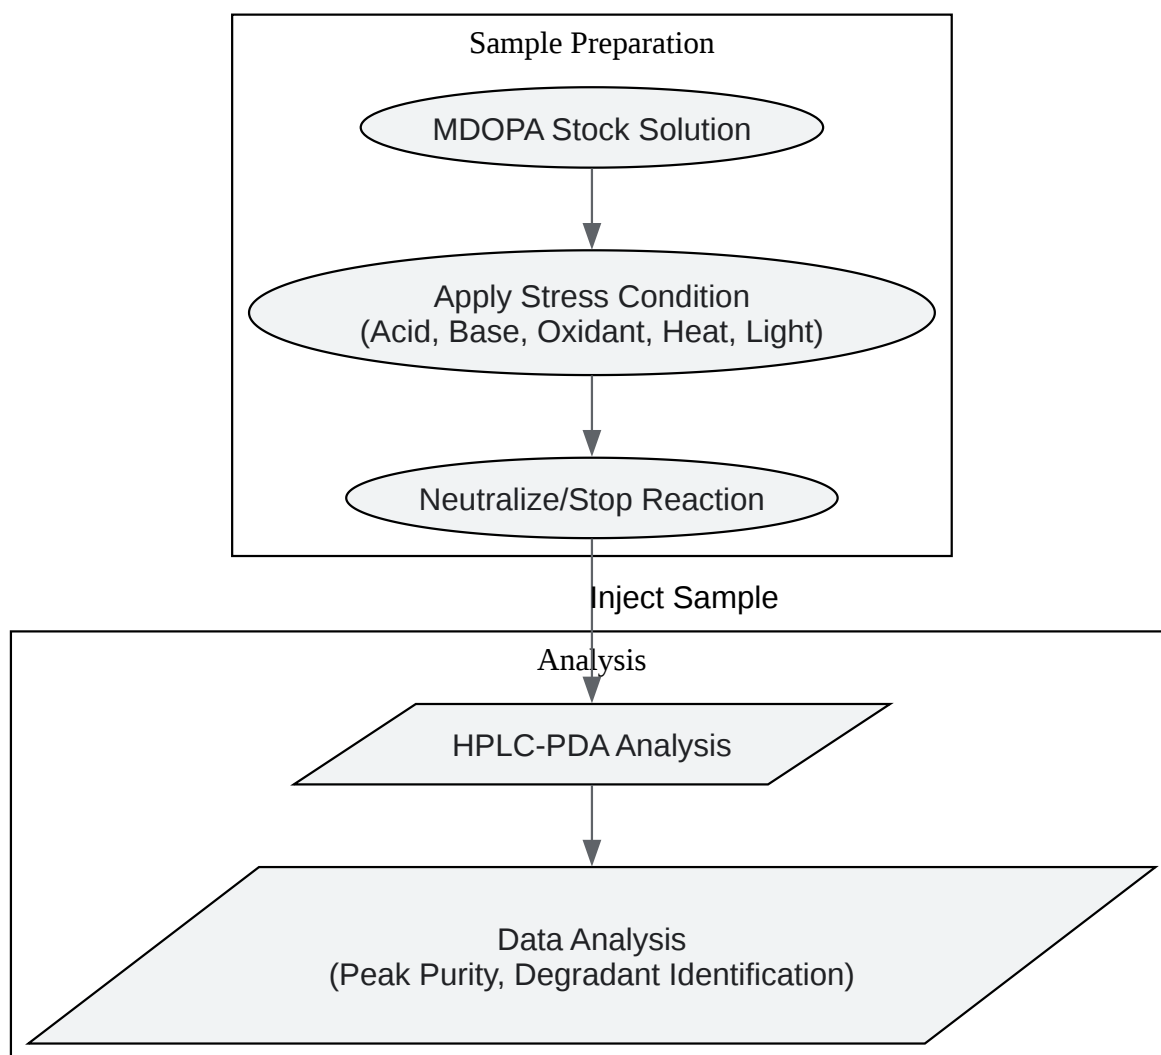 Sample Preparation
MDOPA Stock Solution
Apply Stress Condition
(Acid, Base, Oxidant, Heat, Light)
Neutralize/Stop Reaction
Inject Sample
Analysis
HPLC-PDA Analysis
Data Analysis
(Peak Purity, Degradant Identification)